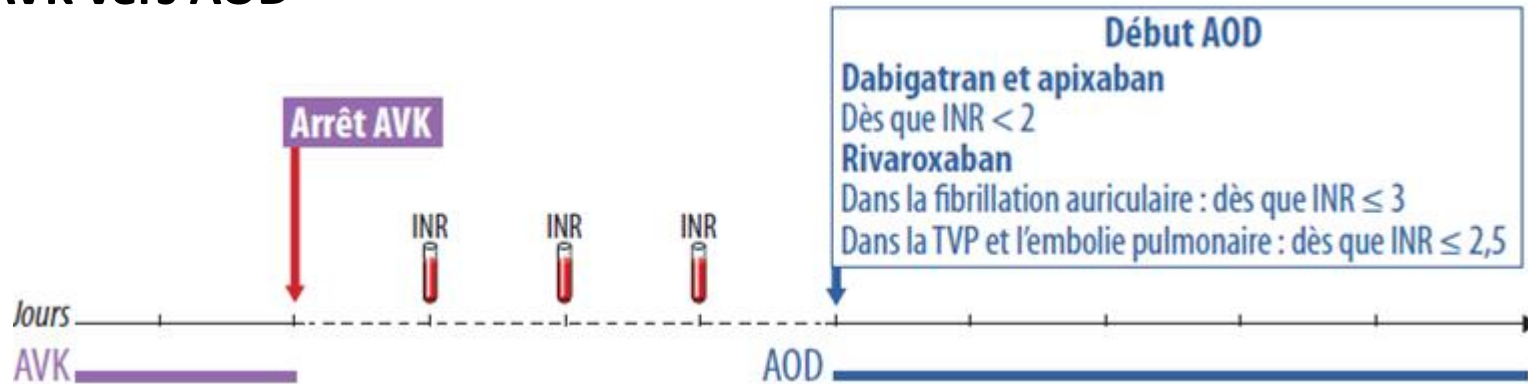 AVK vers AOD
Début AOD
Dabigatran et apixaban
Dès que INR < 2
Rivaroxaban
Dans la fibrillation auriculaire : dès que INR ≤ 3
Dans la TVP et l'embolie pulmonaire : dès que INR ≤ 2,5
Arrêt AVK
INR INR INR
Jours
AVK AOD